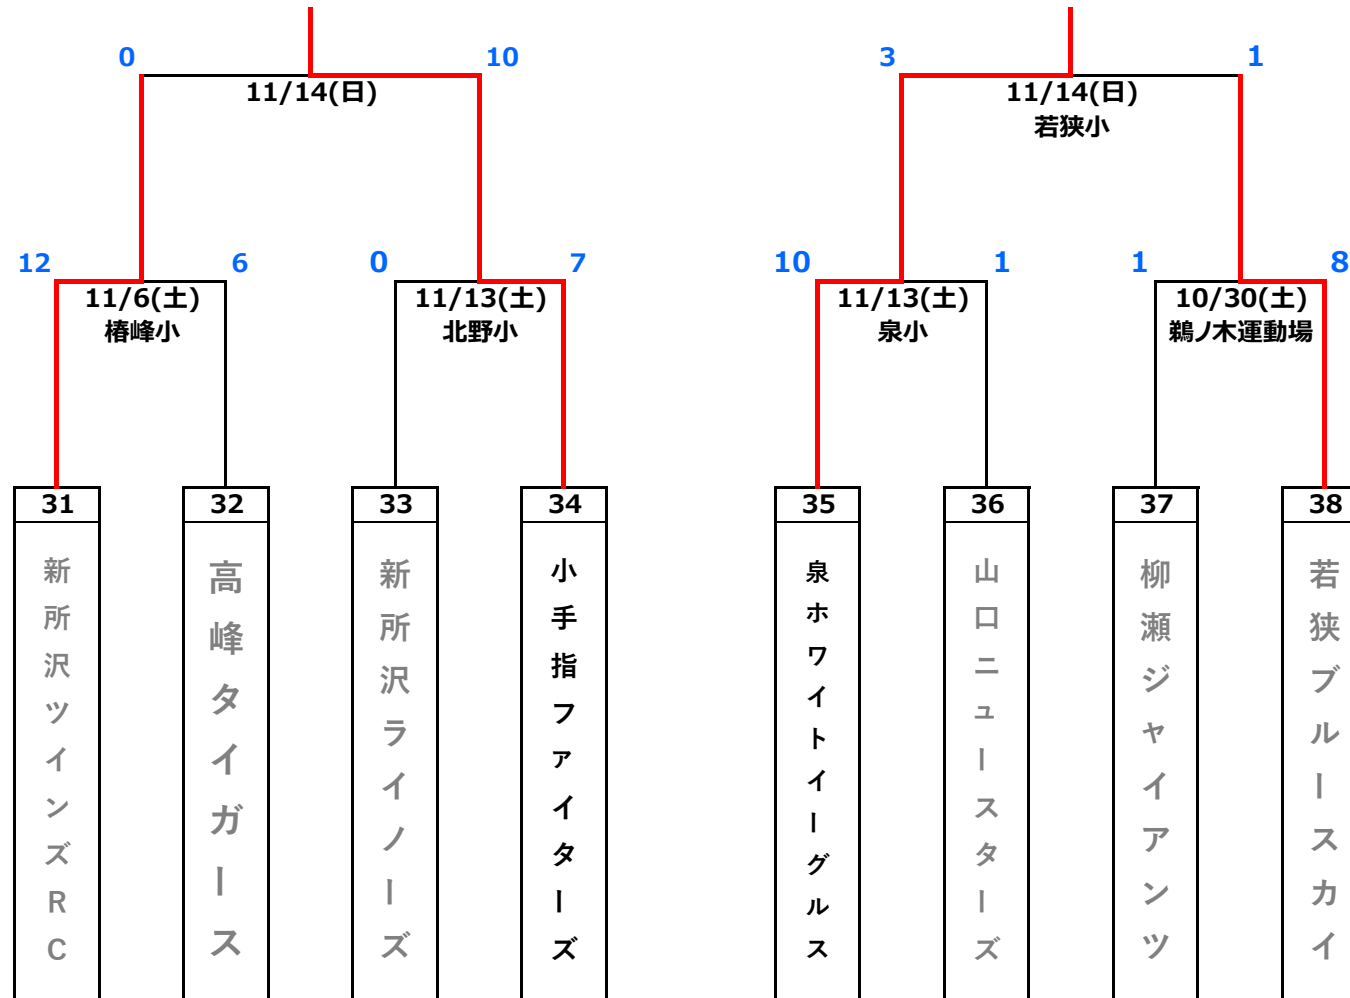 0
10
3
1
11/14(日)
11/14(日)
若狭小
12
6
0
7
10
1
1
8
11/6(土)
椿峰小
11/13(土)
北野小
11/13(土)
泉小
10/30(土)
鵜ノ木運動場
31
32
33
34
35
36
37
38
新所沢ツインズRC
高峰タイガース
新所沢ライノーズ
小手指ファイターズ
泉ホワイトイーグルス
山口ニュースターズ
柳瀬ジャイアンツ
若狭ブルースカイ